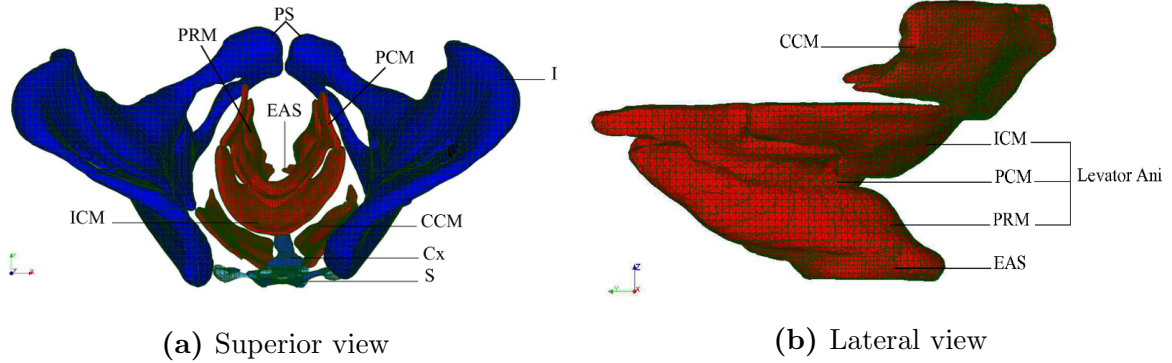 PS
PRM
PCM
I
EAS
ICM
CCM
Cx
S
Y
Z
X
(a) Superior view
CCM
ICM
PCM
Levator Ani
PRM
EAS
Z
Y
X
(b) Lateral view